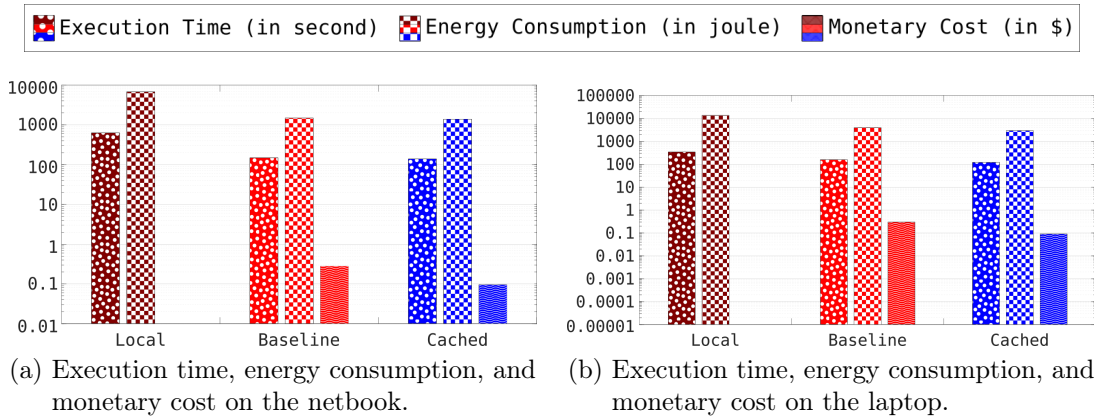 Execution Time (in second) Energy Consumption (in joule) Monetary Cost (in $)
10000
1000
100
10
1
0.1
0.01
Local Baseline Cached
(a) Execution time, energy consumption, and
monetary cost on the netbook.
100000
10000
1000
100
10
1
0.1
0.01
0.001
0.0001
0.00001
Local Baseline Cached
(b) Execution time, energy consumption, and
monetary cost on the laptop.